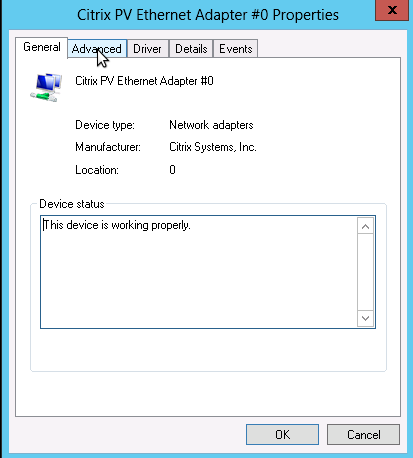 Citrix PV Ethernet Adapter #0 Properties
x
General Advanced Driver Details Events
Citrix PV Ethernet Adapter #0
Device type: Network adapters
Manufacturer: Citrix Systems, Inc.
Location: 0
Device status
This device is working properly.
OK Cancel